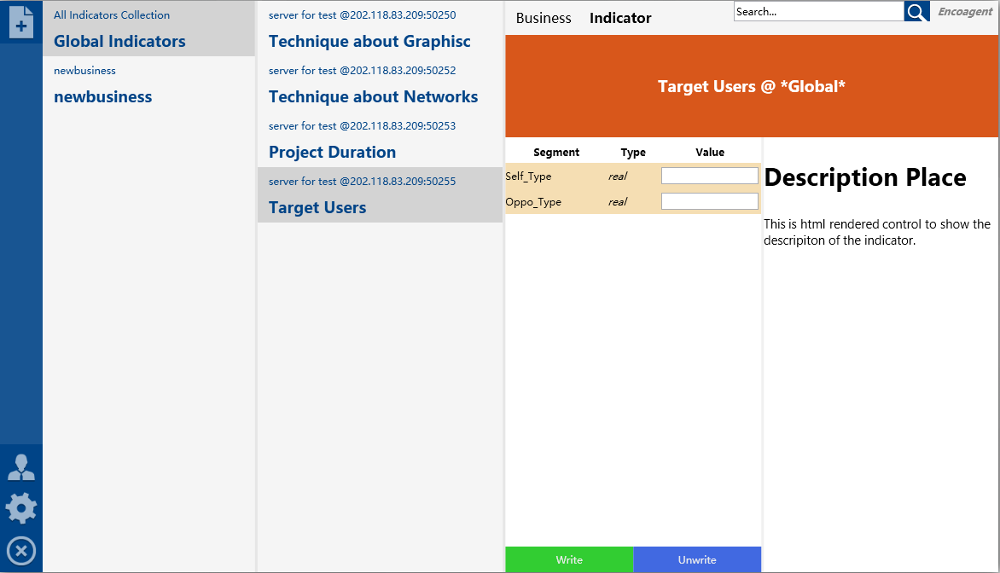 All Indicators Collection
Global Indicators
newbusiness
newbusiness
server for test @202.118.83.209:50250
Technique about Graphisc
server for test @202.118.83.209:50252
Technique about Networks
server for test @202.118.83.209:50253
Project Duration
server for test @202.118.83.209:50255
Target Users
Business Indicator
Search...
Encoagent
Target Users @ *Global*
Segment Type Value
Self_Type real
Oppo_Type real
Description Place
This is html rendered control to show the
descripiton of the indicator.
Write Unwrite